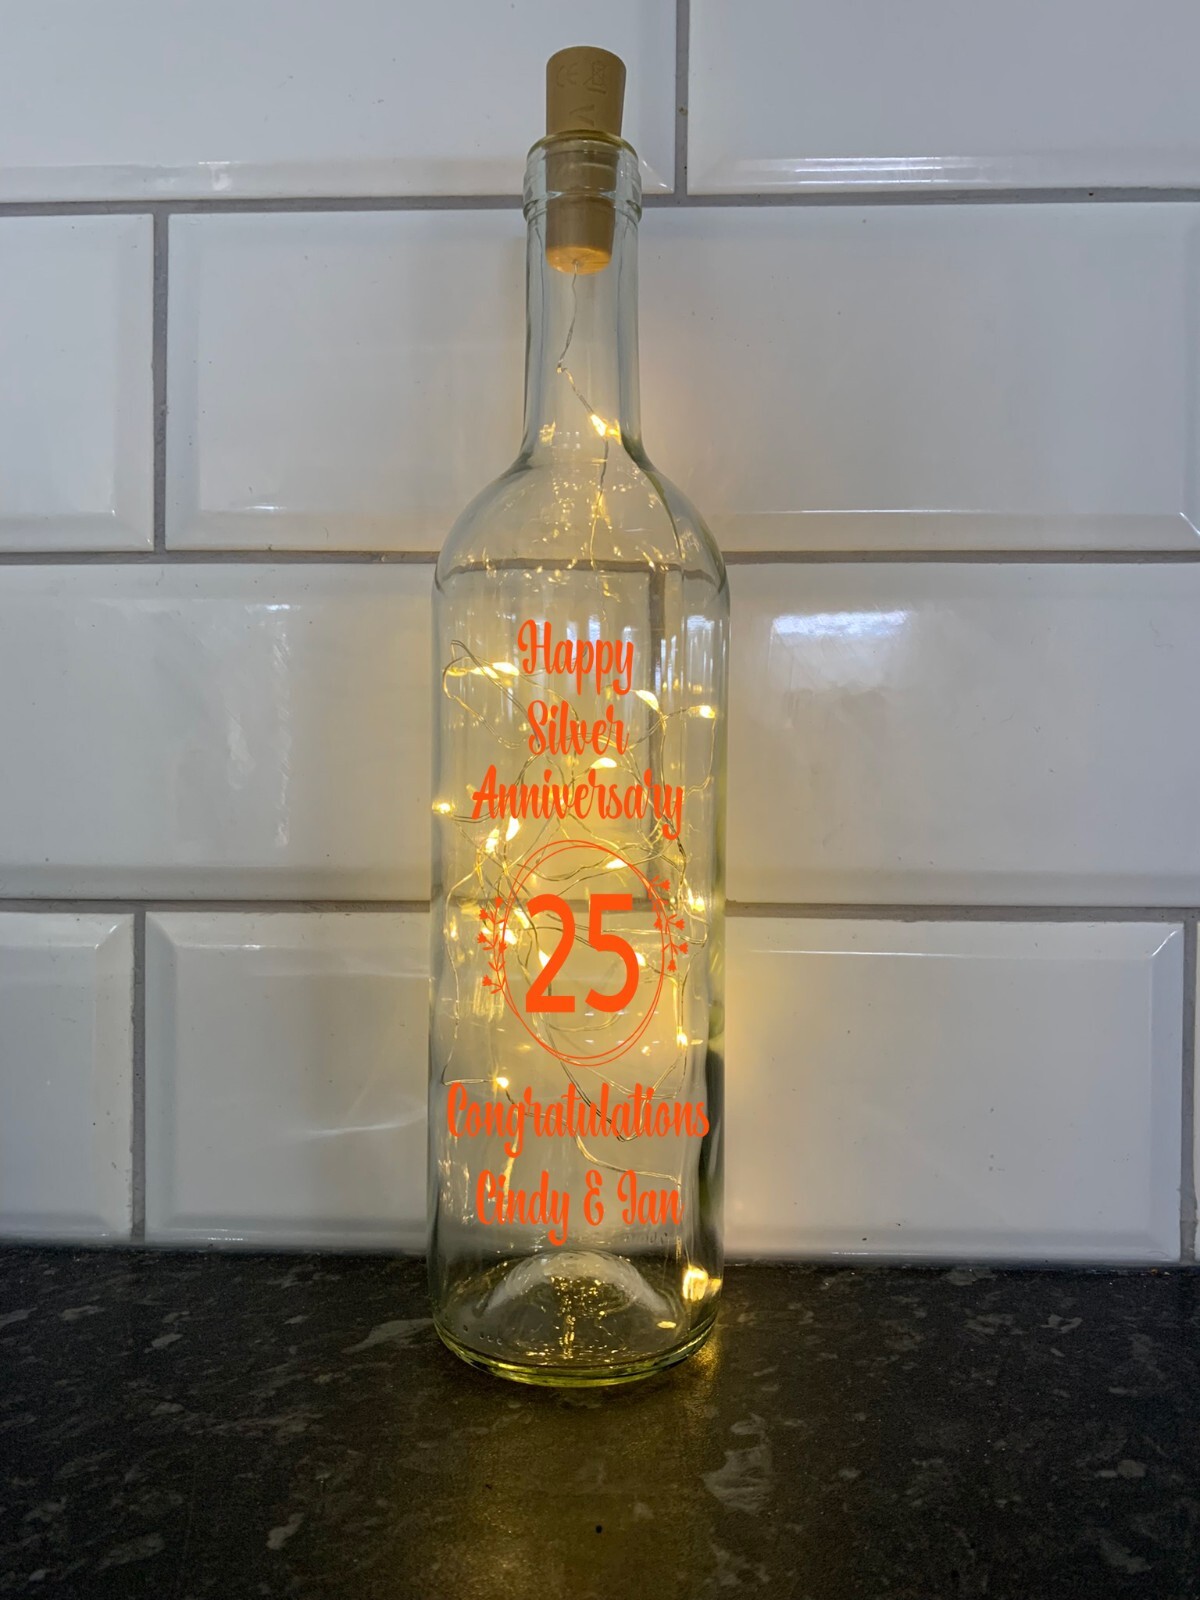 Happy
Silver
Anniversary
25
Congratulations
Cindy & Ian